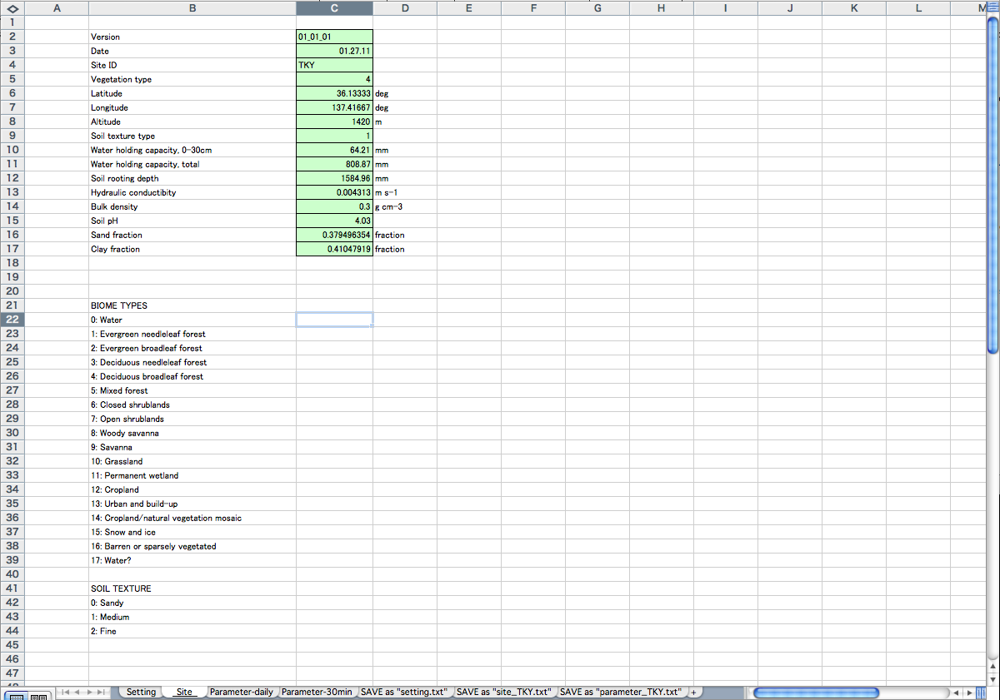 A B C D E F G H I J K L M
1
2 Version 01_01_01
3 Date 01.27.11
4 Site ID TKY
5 Vegetation type 4
6 Latitude 36.13333 deg
7 Longitude 137.41667 deg
8 Altitude 1420 m
9 Soil texture type 1
10 Water holding capacity, 0-30cm 64.21 mm
11 Water holding capacity, total 808.87 mm
12 Soil rooting depth 1584.96 mm
13 Hydraulic conductibity 0.004313 m s-1
14 Bulk density 0.3 g cm-3
15 Soil pH 4.03
16 Sand fraction 0.379496354 fraction
17 Clay fraction 0.41047919 fraction
18
19
20
21 BIOME TYPES
22 0: Water
23 1: Evergreen needleleaf forest
24 2: Evergreen broadleaf forest
25 3: Deciduous needleleaf forest
26 4: Deciduous broadleaf forest
27 5: Mixed forest
28 6: Closed shrublands
29 7: Open shrublands
30 8: Woody savanna
31 9: Savanna
32 10: Grassland
33 11: Permanent wetland
34 12: Cropland
35 13: Urban and build-up
36 14: Cropland/natural vegetation mosaic
37 15: Snow and ice
38 16: Barren or sparsely vegetated
39 17: Water?
40
41 SOIL TEXTURE
42 0: Sandy
43 1: Medium
44 2: Fine
45
46
47
Setting Site Parameter-daily Parameter-30min SAVE as "setting.txt" SAVE as "site_TKY.txt" SAVE as "parameter_TKY.txt" +